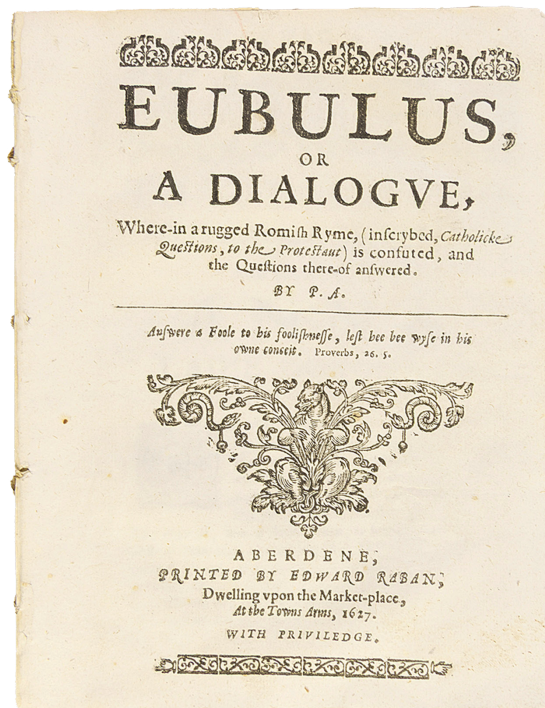 EUBULUS,
OR
A DIALOGVE,
Where-in a rugged Romiſh Ryme, (inſcrybed, Catholicke
Queſtions, to the Proteſtaut) is confuted, and
the Queſtions there-of anſwered.
BY P. A.
Anſwere a Foole to his fooliſhneſſe, leſt hee bee wyſe in his
owne conceit. Proverbs, 26. 5.
ABERDENE,
PRINTED BY EDWARD RABAN,
Dwelling vpon the Market-place,
At the Towns Arms, 1627.
WITH PRIVILEDGE.